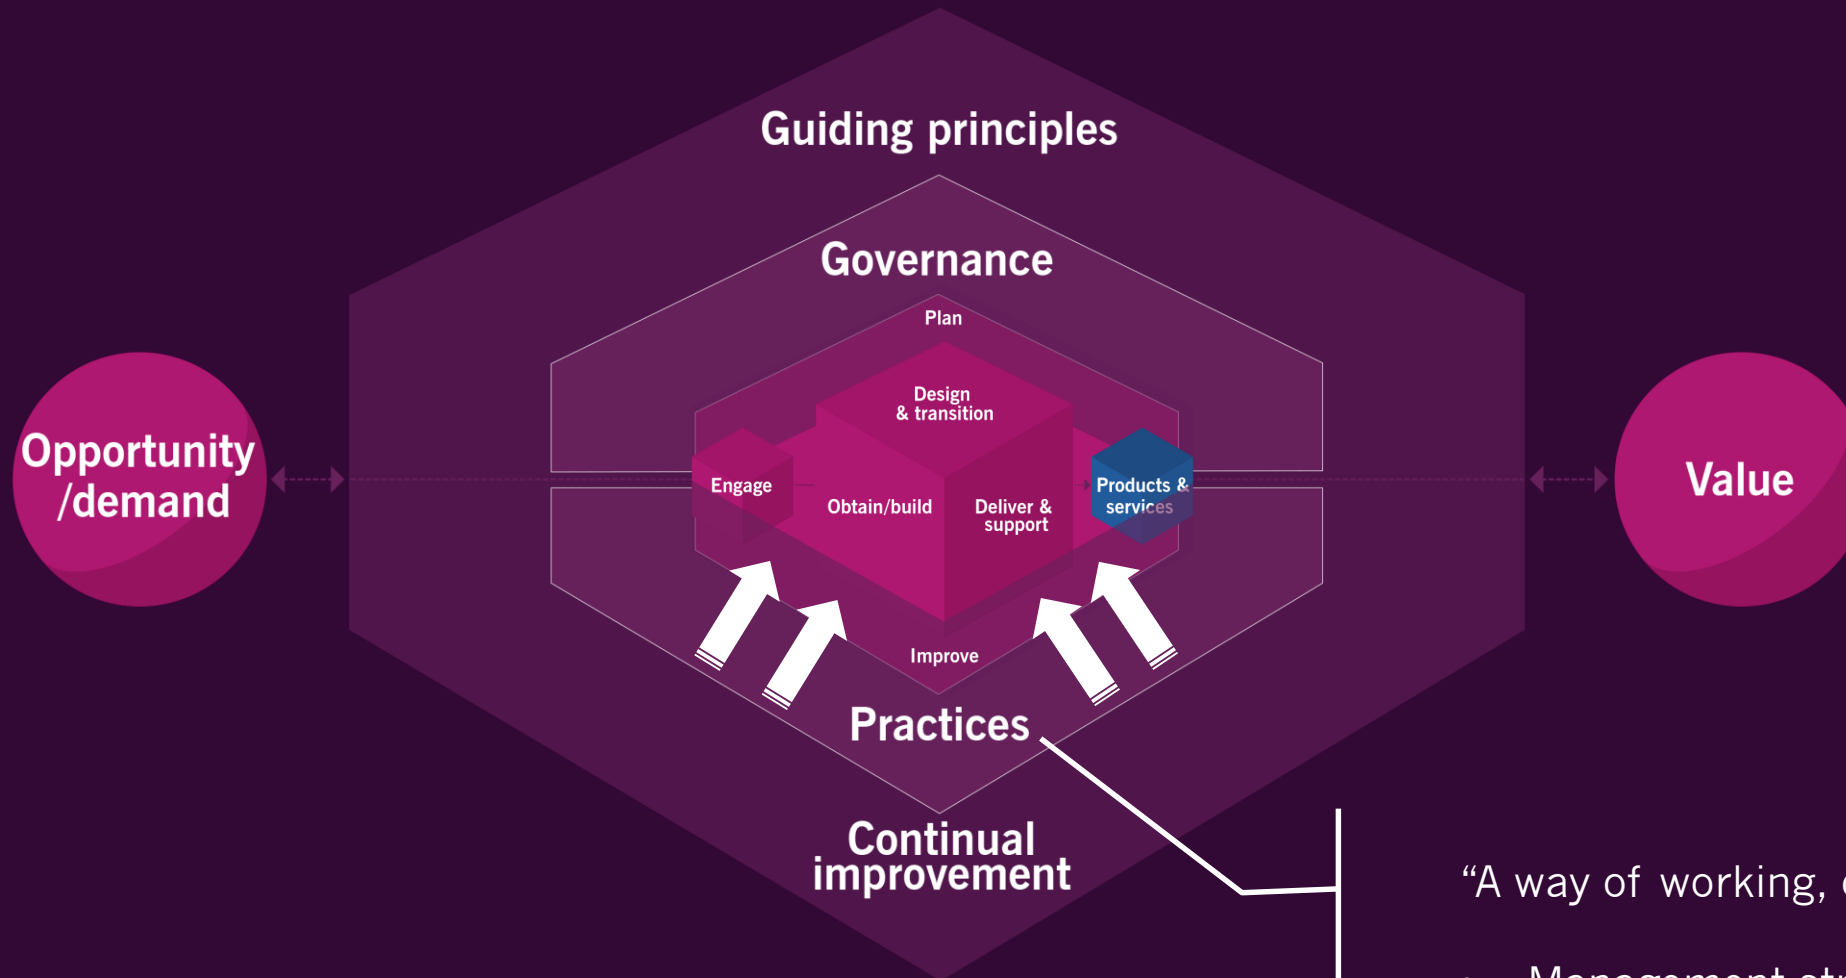 Guiding principles
Governance
Plan
Design
& transition
Opportunity
/demand
Engage
Obtain/build
Deliver &
support
Products &
services
Value
Improve
Practices
Continual
improvement
“A way of working,
Management